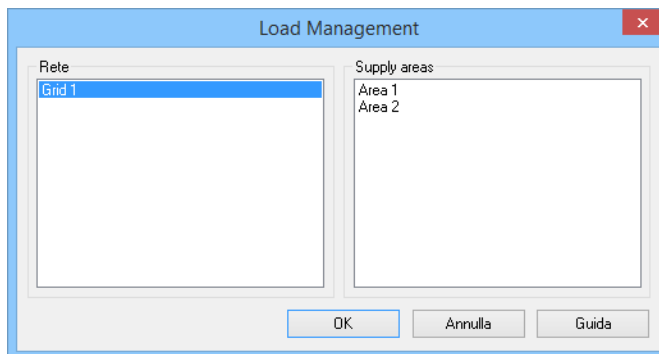 Load Management
Rete
Grid 1
Supply areas
Area 1
Area 2
OK
Annulla
Guida